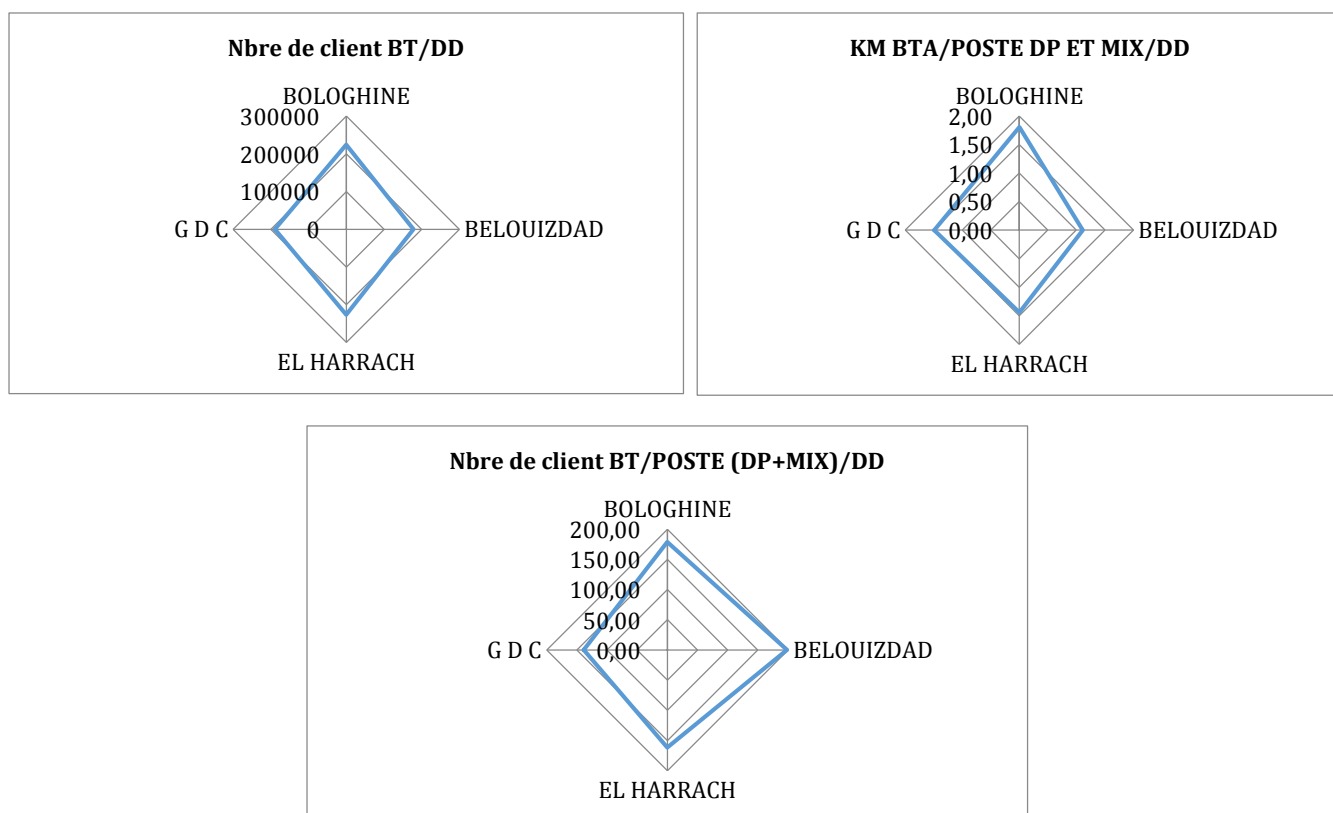 Nbre de client BT/DD
BOLOGHINE
300000
200000
100000
0
G D C
BELOUIZDAD
EL HARRACH
KM BTA/POSTE DP ET MIX/DD
BOLOGHINE
2,00
1,50
1,00
0,50
0,00
G D C
BELOUIZDAD
EL HARRACH
Nbre de client BT/POSTE (DP+MIX)/DD
BOLOGHINE
200,00
150,00
100,00
50,00
0,00
G D C
BELOUIZDAD
EL HARRACH